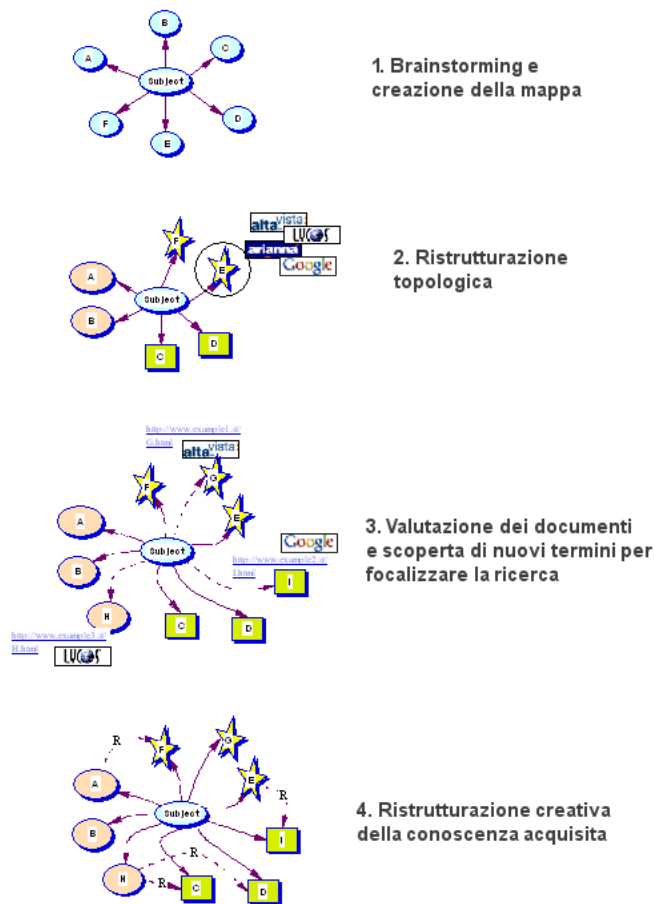 B
A
C
Subject
F
D
E
1. Brainstorming e
creazione della mappa
altavista:
LYCOS
arianna
Google
F
E
A
Subject
B
D
C
2. Ristrutturazione
topologica
http://www.example1.it/
G.html
altavista:
G
F
E
A
Google
Subject
http://www.example2.it/
I.html
B
I
H
C
D
http://www.example3.it/
H.html
LYCOS
3. Valutazione dei documenti
e scoperta di nuovi termini per
focalizzare la ricerca
R
F
G
E
R
A
Subject
B
I
R
H
R
C
D
4. Ristrutturazione creativa
della conoscenza acquisita